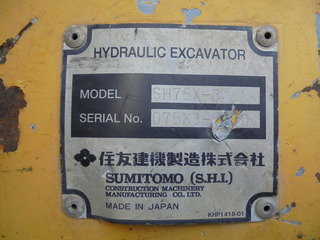 HYDRAULIC EXCAVATOR
MODEL
SERIAL No.
住友建機製造株式会社
SUMITOMO (S.H.I.)
CONSTRUCTION MACHINERY
MANUFACTURING CO., LTD.
MADE IN JAPAN
KHP1418-01